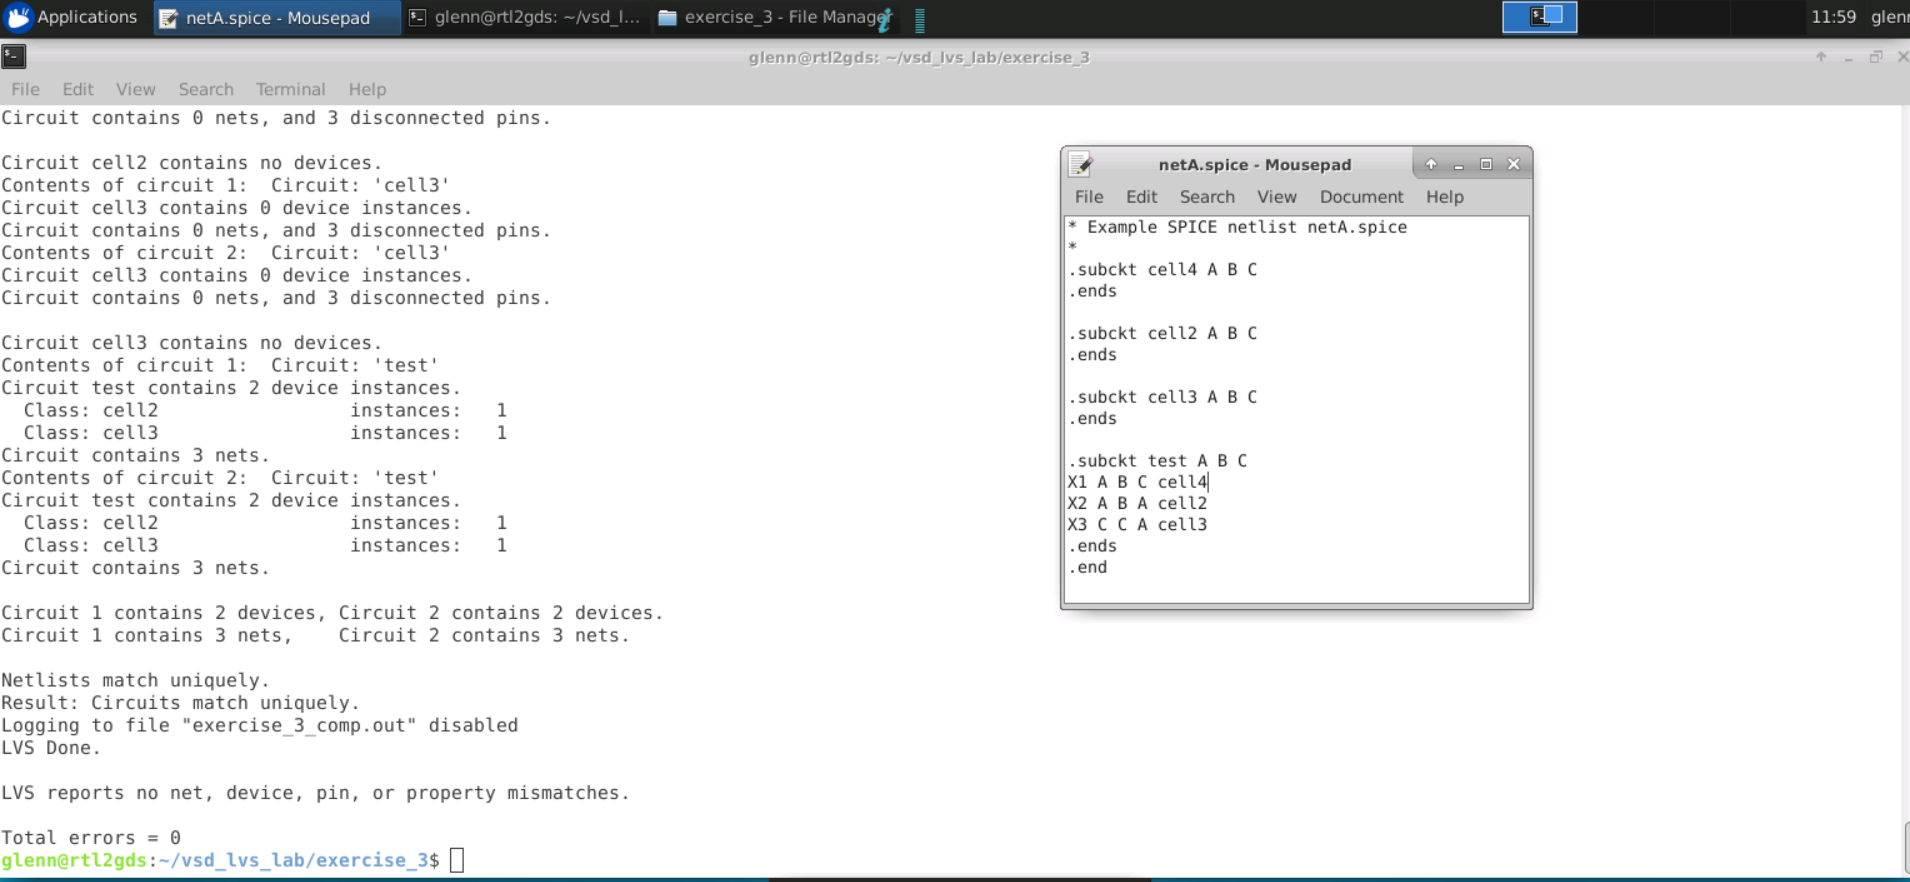 Applications netA.spice - Mousepad glenn@rtl2gds: ~/vsd_l... exercise_3 - File Manager 11:59 glenn
glenn@rtl2gds: ~/vsd_lvs_lab/exercise_3
File Edit View Search Terminal Help
Circuit contains 0 nets, and 3 disconnected pins.
Circuit cell2 contains no devices.
Contents of circuit 1:  Circuit: 'cell3'
Circuit cell3 contains 0 device instances.
Circuit contains 0 nets, and 3 disconnected pins.
Contents of circuit 2:  Circuit: 'cell3'
Circuit cell3 contains 0 device instances.
Circuit contains 0 nets, and 3 disconnected pins.
Circuit cell3 contains no devices.
Contents of circuit 1:  Circuit: 'test'
Circuit test contains 2 device instances.
  Class: cell2                 instances:   1
  Class: cell3                 instances:   1
Circuit contains 3 nets.
Contents of circuit 2:  Circuit: 'test'
Circuit test contains 2 device instances.
  Class: cell2                 instances:   1
  Class: cell3                 instances:   1
Circuit contains 3 nets.
Circuit 1 contains 2 devices, Circuit 2 contains 2 devices.
Circuit 1 contains 3 nets,    Circuit 2 contains 3 nets.
Netlists match uniquely.
Result: Circuits match uniquely.
Logging to file "exercise_3_comp.out" disabled
LVS Done.
LVS reports no net, device, pin, or property mismatches.
Total errors = 0
glenn@rtl2gds:~/vsd_lvs_lab/exercise_3$
netA.spice - Mousepad
File Edit Search View Document Help
* Example SPICE netlist netA.spice
*
.subckt cell4 A B C
.ends
.subckt cell2 A B C
.ends
.subckt cell3 A B C
.ends
.subckt test A B C
X1 A B C cell4
X2 A B A cell2
X3 C C A cell3
.ends
.end